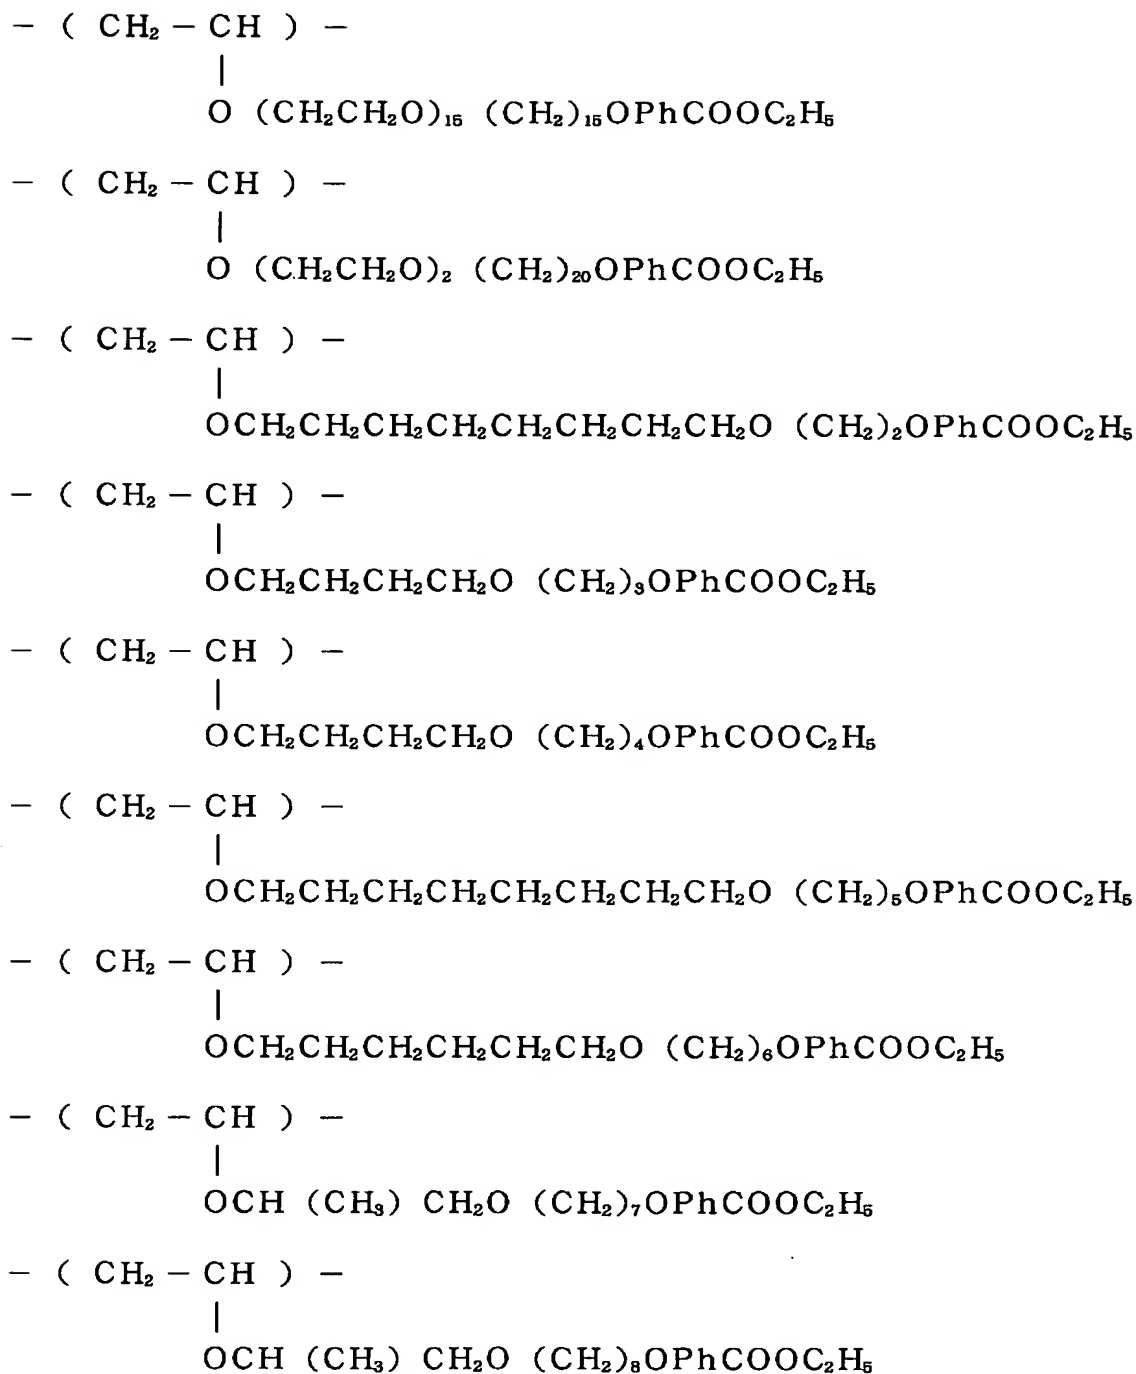 — ( CH₂ — CH ) —
|
O (CH₂CH₂O)₁₅ (CH₂)₁₅OPhCOOC₂H₅
— ( CH₂ — CH ) —
|
O (CH₂CH₂O)₂ (CH₂)₂₀OPhCOOC₂H₅
— ( CH₂ — CH ) —
|
OCH₂CH₂CH₂CH₂CH₂CH₂CH₂CH₂O (CH₂)₂OPhCOOC₂H₅
— ( CH₂ — CH ) —
|
OCH₂CH₂CH₂CH₂O (CH₂)₃OPhCOOC₂H₅
— ( CH₂ — CH ) —
|
OCH₂CH₂CH₂CH₂O (CH₂)₄OPhCOOC₂H₅
— ( CH₂ — CH ) —
|
OCH₂CH₂CH₂CH₂CH₂CH₂CH₂CH₂O (CH₂)₅OPhCOOC₂H₅
— ( CH₂ — CH ) —
|
OCH₂CH₂CH₂CH₂CH₂CH₂O (CH₂)₆OPhCOOC₂H₅
— ( CH₂ — CH ) —
|
OCH (CH₃) CH₂O (CH₂)₇OPhCOOC₂H₅
— ( CH₂ — CH ) —
|
OCH (CH₃) CH₂O (CH₂)₈OPhCOOC₂H₅